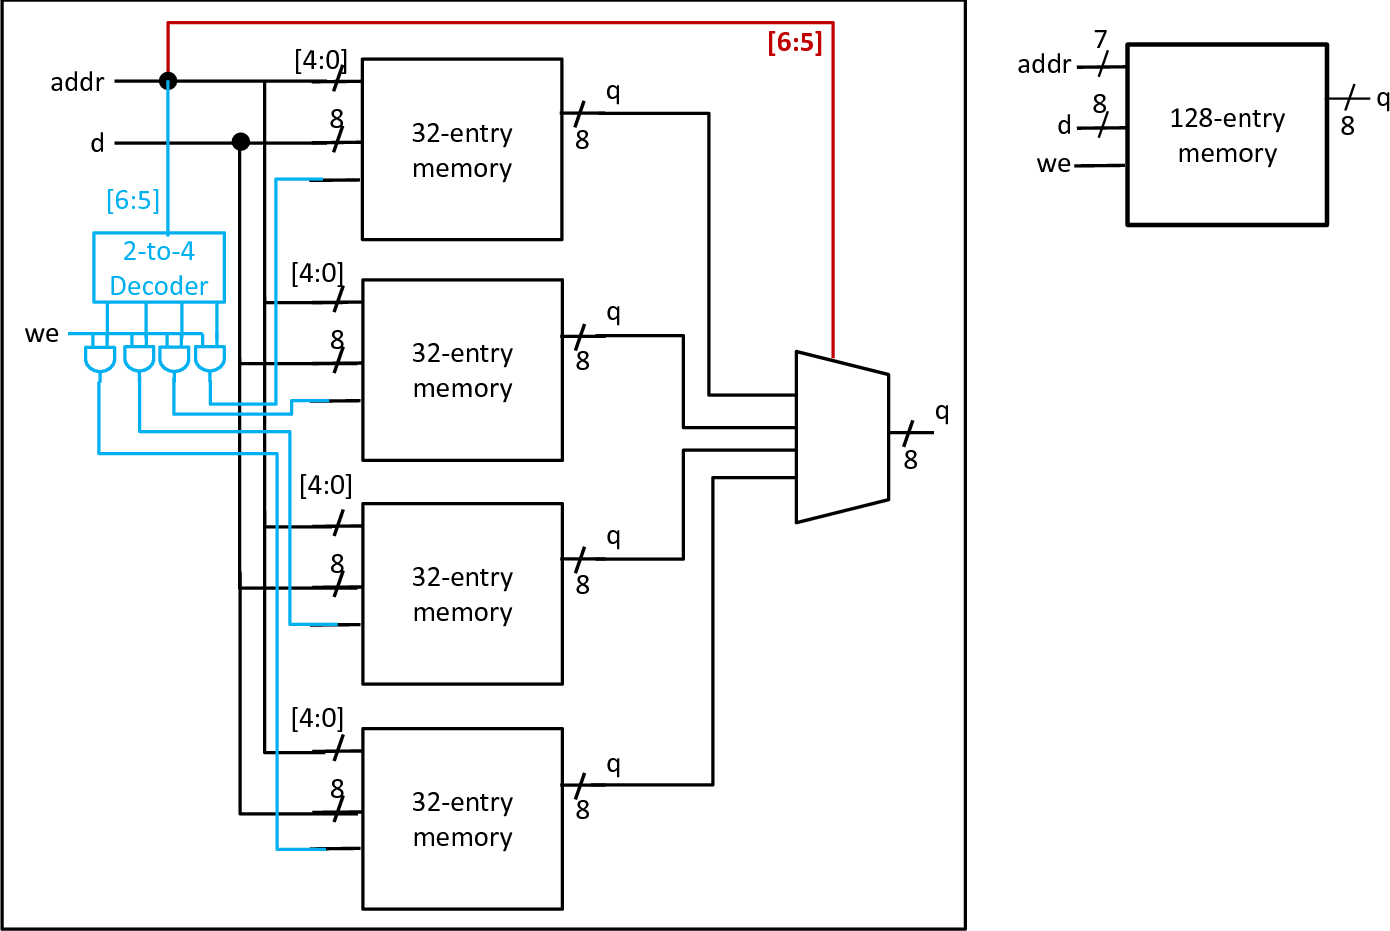 [6:5]
[4:0]
addr
8
d
32-entry
memory
q
8
[6:5]
2-to-4
Decoder
we
[4:0]
8
32-entry
memory
q
8
[4:0]
8
32-entry
memory
q
8
[4:0]
8
32-entry
memory
q
8
q
8
7
addr
8
d
we
128-entry
memory
q
8